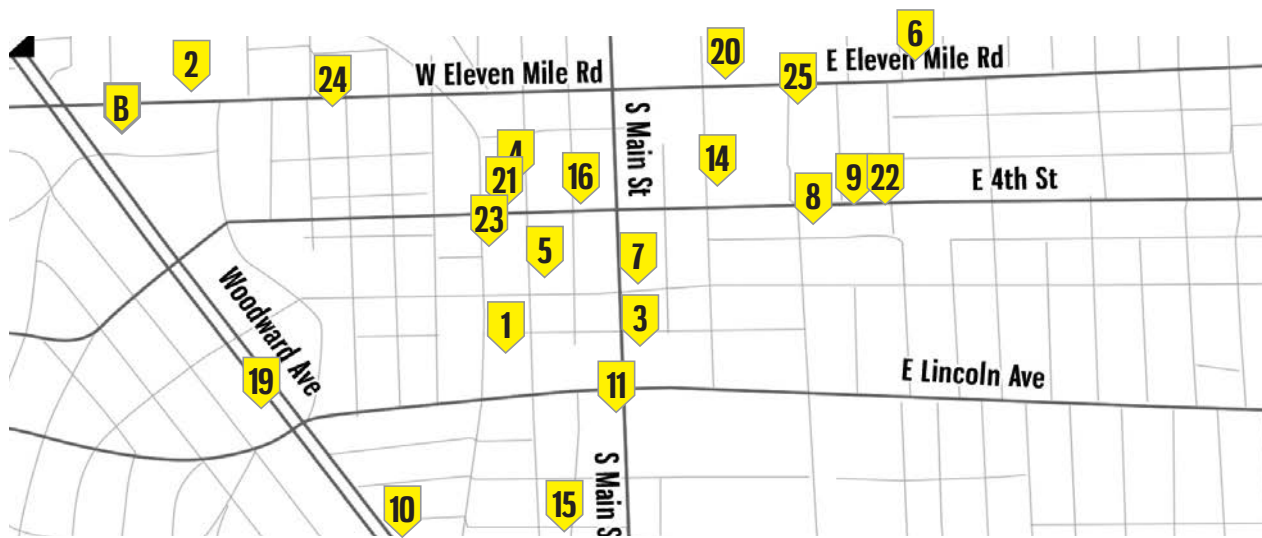 6
2
20
24
W Eleven Mile Rd
25
E Eleven Mile Rd
B
S Main St
4
21
16
14
9
22
8
E 4th St
23
5
7
Woodward Ave
1
3
19
11
E Lincoln Ave
10
15
S Main S